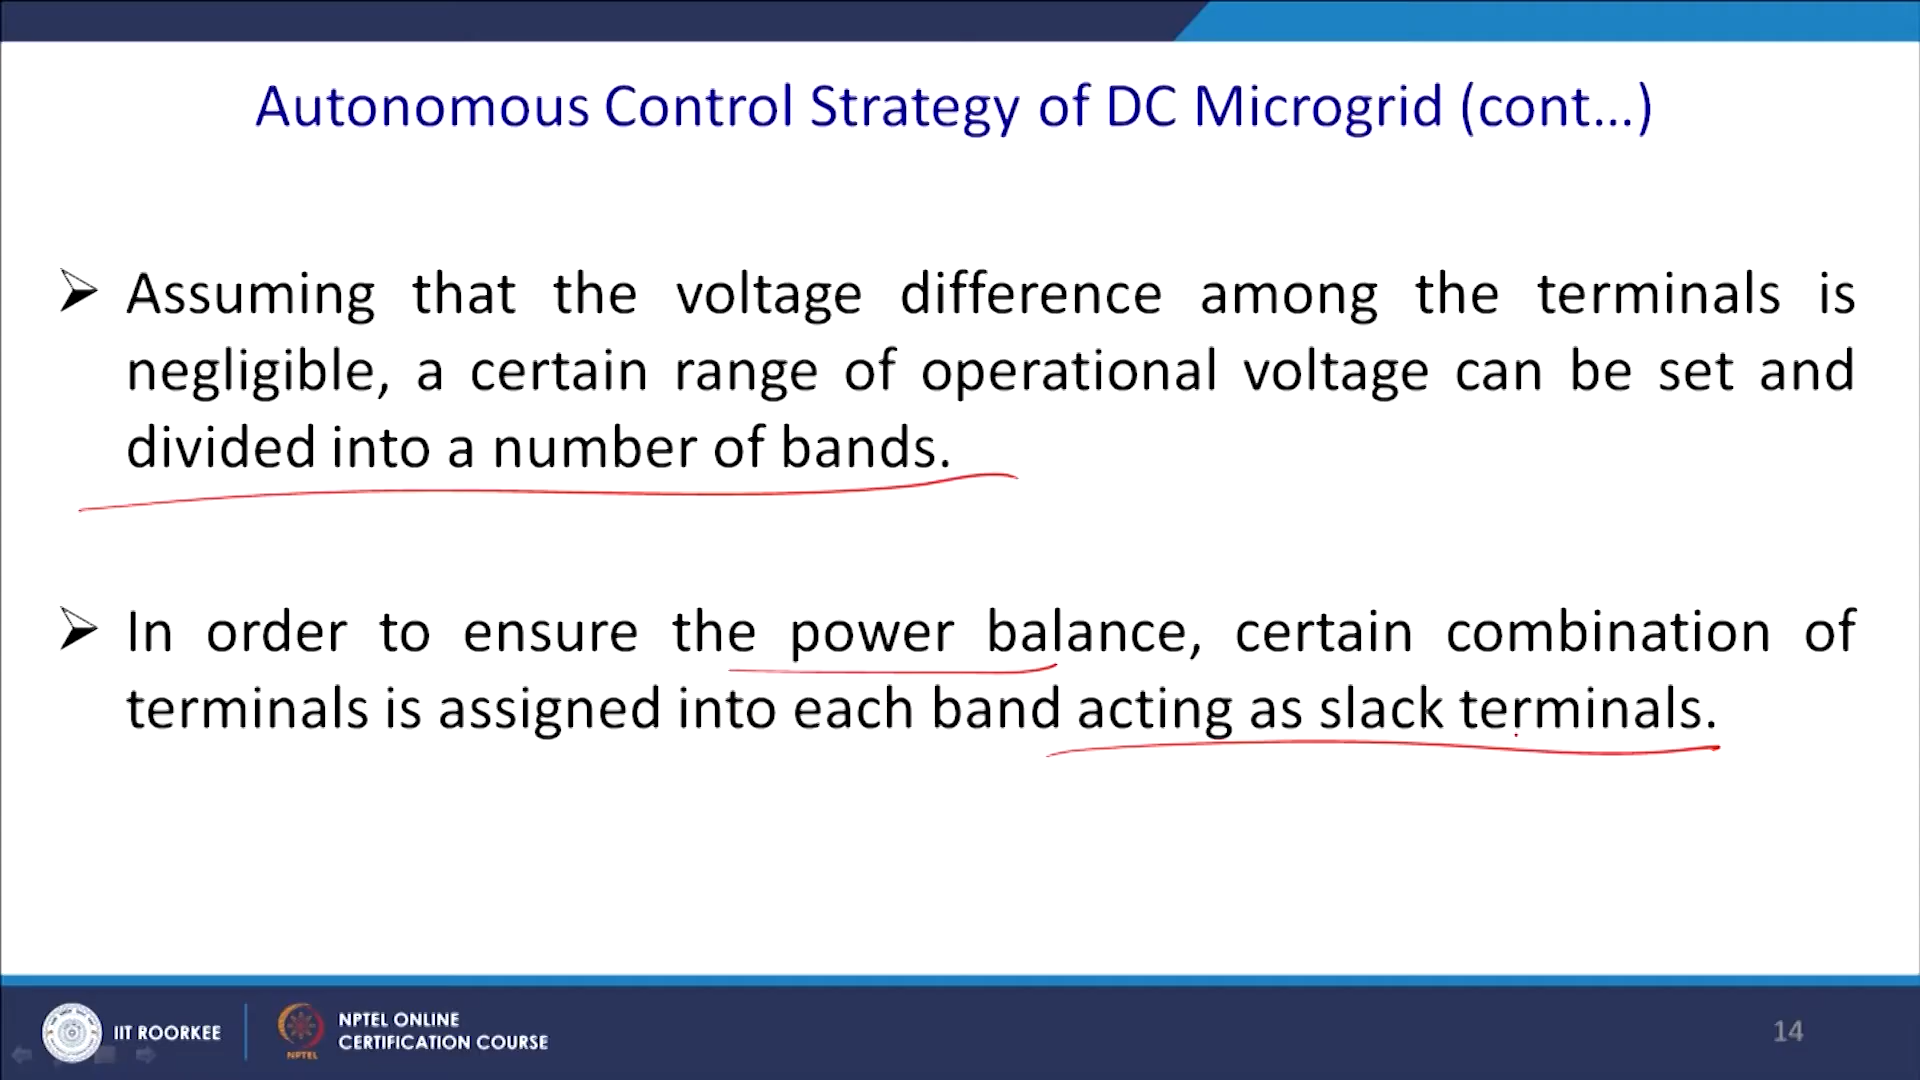 Autonomous Control Strategy of DC Microgrid (cont...)
Assuming that the voltage difference among the terminals is
negligible, a certain range of operational voltage can be set and
divided into a number of bands.
In order to ensure the power balance, certain combination of
terminals is assigned into each band acting as slack terminals.
IIT ROORKEE
NPTEL
NPTEL ONLINE
CERTIFICATION COURSE
14